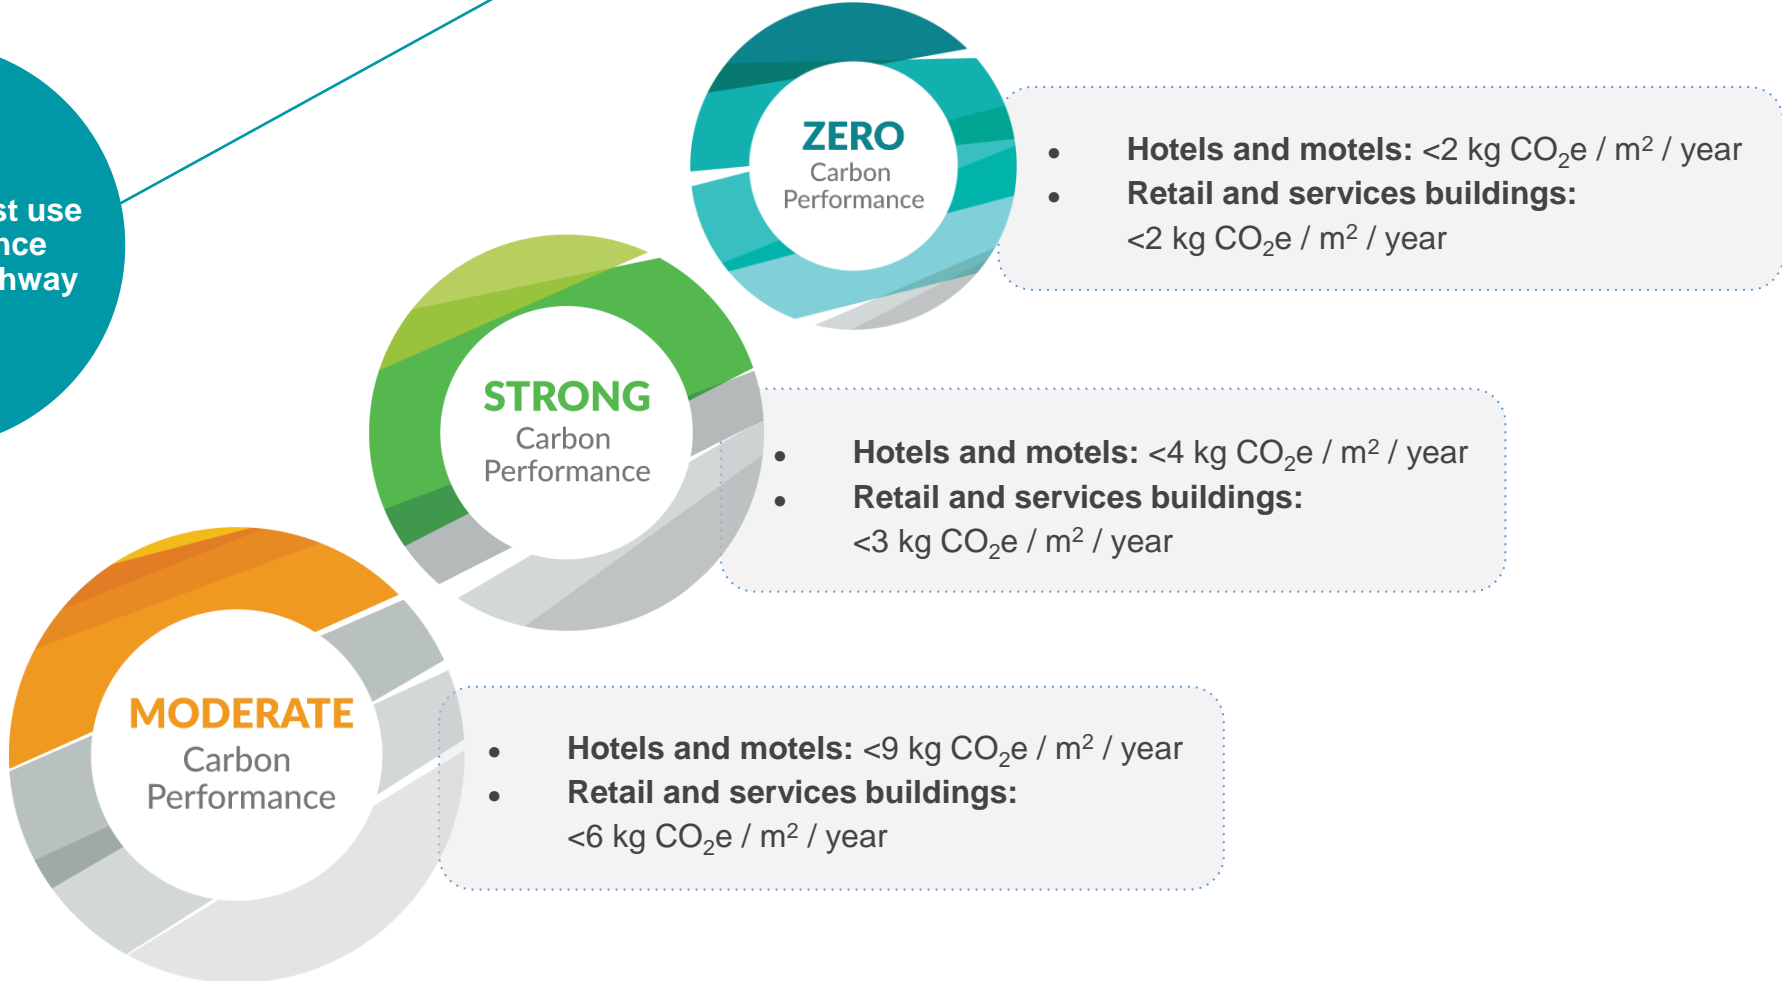 st use
nce
hway
ZERO
Carbon
Performance
• Hotels and motels: <2 kg CO₂e / m² / year
• Retail and services buildings:
<2 kg CO₂e / m² / year
STRONG
Carbon
Performance
• Hotels and motels: <4 kg CO₂e / m² / year
• Retail and services buildings:
<3 kg CO₂e / m² / year
MODERATE
Carbon
Performance
• Hotels and motels: <9 kg CO₂e / m² / year
• Retail and services buildings:
<6 kg CO₂e / m² / year